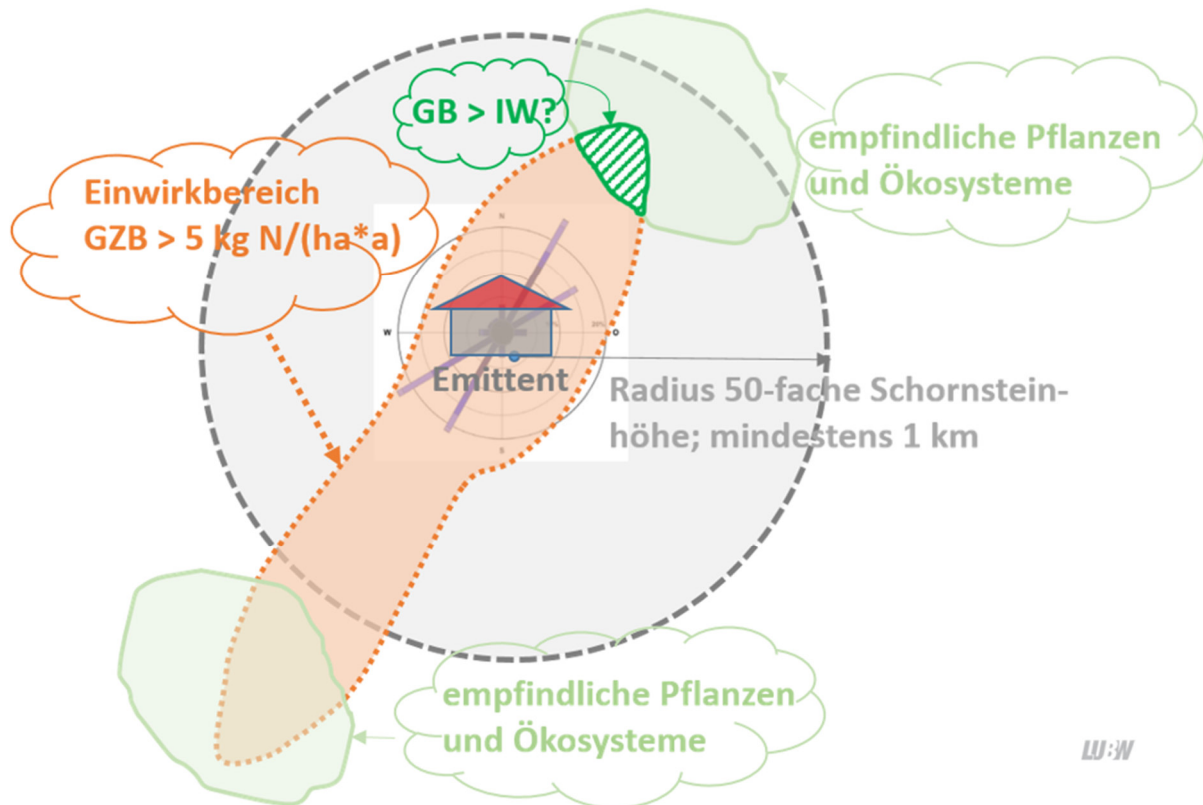 GB > IW?
empfindliche Pflanzen
und Ökosysteme
Einwirkbereich
GZB > 5 kg N/(ha*a)
N
W
20%
O
Emittent
Radius 50-fache Schornstein-
höhe; mindestens 1 km
S
empfindliche Pflanzen
und Ökosysteme
LUBW